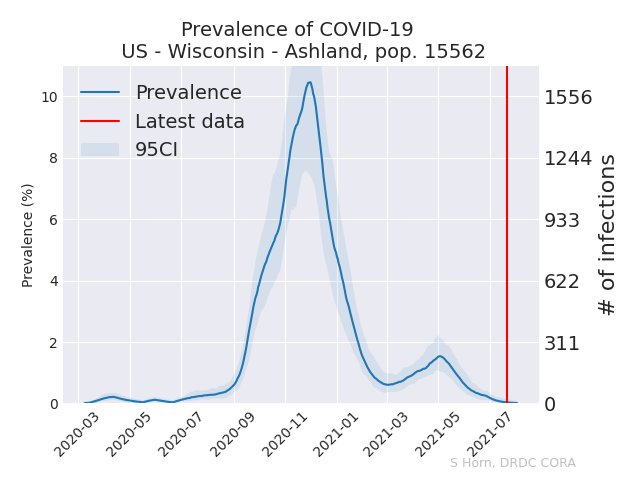 Prevalence of COVID-19
US - Wisconsin - Ashland, pop. 15562
Prevalence
Latest data
95CI
Prevalence (%)
10
8
6
4
2
0
1556
1244
933
622
311
0
# of infections
2020-03
2020-05
2020-07
2020-09
2020-11
2021-01
2021-03
2021-05
2021-07
S Horn, DRDC CORA